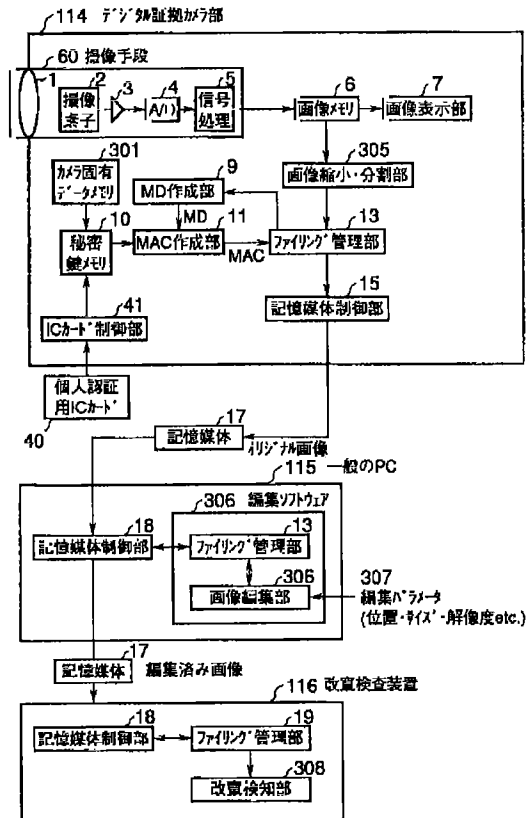 114 ﾃﾞｼﾞﾀﾙ証拠ｶﾒﾗ部
60 撮像手段
1
2
撮像
素子
3
4
A/D
5
信号
処理
6
画像ﾒﾓﾘ
7
画像表示部
301
ｶﾒﾗ固有
ﾃﾞｰﾀﾒﾓﾘ
305
画像縮小・分割部
9
MD作成部
MD
10
秘密
鍵ﾒﾓﾘ
11
MAC作成部
MAC
13
ﾌｧｲﾘﾝｸﾞ管理部
15
記憶媒体制御部
41
ICｶｰﾄﾞ制御部
個人認証
用ICｶｰﾄﾞ
40
17
記憶媒体
ｵﾘｼﾞﾅﾙ画像
115 一般のPC
306 編集ｿﾌﾄｳｪｱ
18
記憶媒体制御部
13
ﾌｧｲﾘﾝｸﾞ管理部
306
画像編集部
307
編集ﾊﾟﾗﾒｰﾀ
(位置・ｻｲｽﾞ・解像度etc.)
17
記憶媒体
編集済み画像
116 改竄検査装置
18
記憶媒体制御部
19
ﾌｧｲﾘﾝｸﾞ管理部
308
改竄検知部